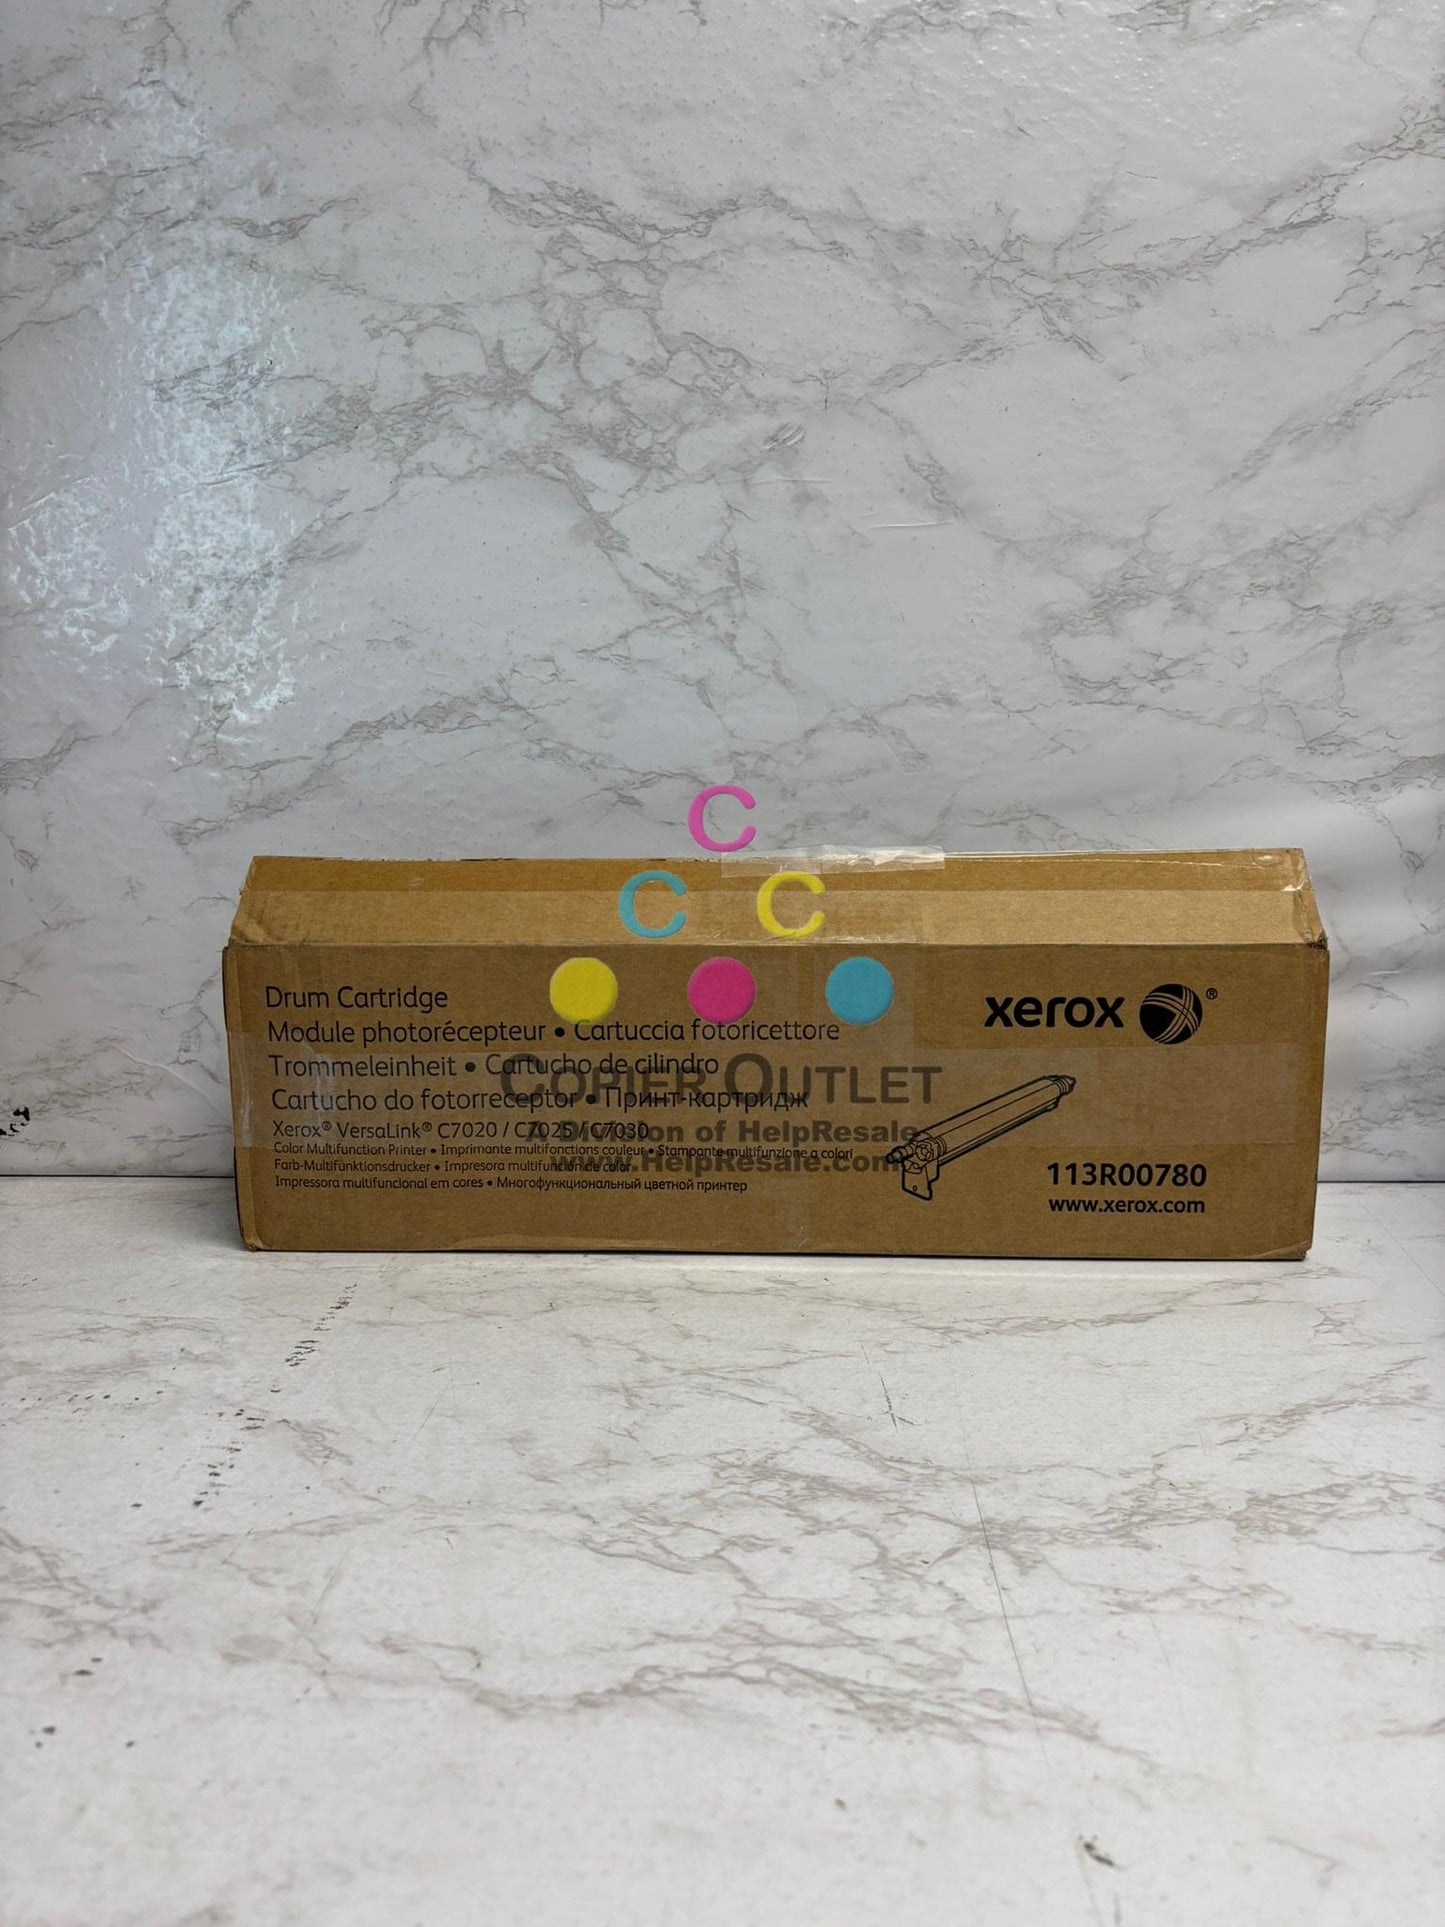 C
C C
Drum Cartridge
xerox ®
Module photorécepteur • Cartuccia fotoricettore
Trommeleinheit • Cartucho de cilindro
COPIER OUTLET
Cartucho do fotorreceptor • Принт-картридж
Xerox® VersaLink® C7020 / C7025 / C7030
A Division of HelpResale
Color Multifunction Printer • Imprimante multifonctions couleur • Stampante multifunzione a colori
www.HelpResale.com
Farb-Multifünktionsdrucker • Impresora multifunción de color
Impressora multifuncional em cores • Многофункциональный цветной принтер
113R00780
www.xerox.com